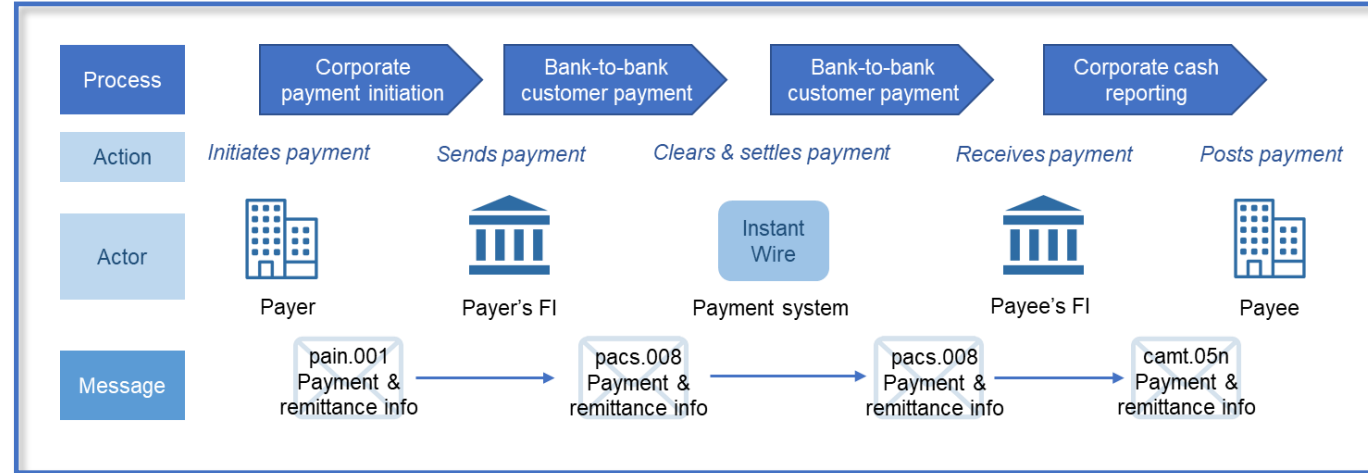 Process
Corporate
payment initiation
Bank-to-bank
customer payment
Bank-to-bank
customer payment
Corporate cash
reporting
Action
Initiates payment
Sends payment
Clears & settles payment
Receives payment
Posts payment
Actor
Instant
Wire
Payer
Payer's FI
Payment system
Payee's FI
Payee
Message
pain.001
Payment &
remittance info
pacs.008
Payment &
remittance info
pacs.008
Payment &
remittance info
camt.05n
Payment &
remittance info